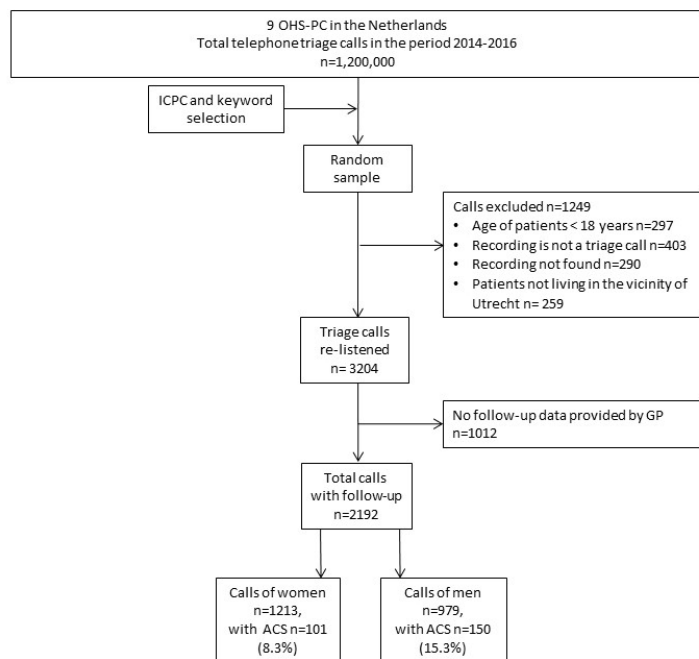 9 OHS-PC in the Netherlands
Total telephone triage calls in the period 2014-2016
n=1,200,000
ICPC and keyword
selection
Random
sample
Calls excluded n=1249
• Age of patients < 18 years n=297
• Recording is not a triage call n=403
• Recording not found n=290
• Patients not living in the vicinity of
Utrecht n= 259
Triage calls
re-listened
n= 3204
No follow-up data provided by GP
n=1012
Total calls
with follow-up
n=2192
Calls of women
n=1213,
with ACS n=101
(8.3%)
Calls of men
n=979,
with ACS n=150
(15.3%)